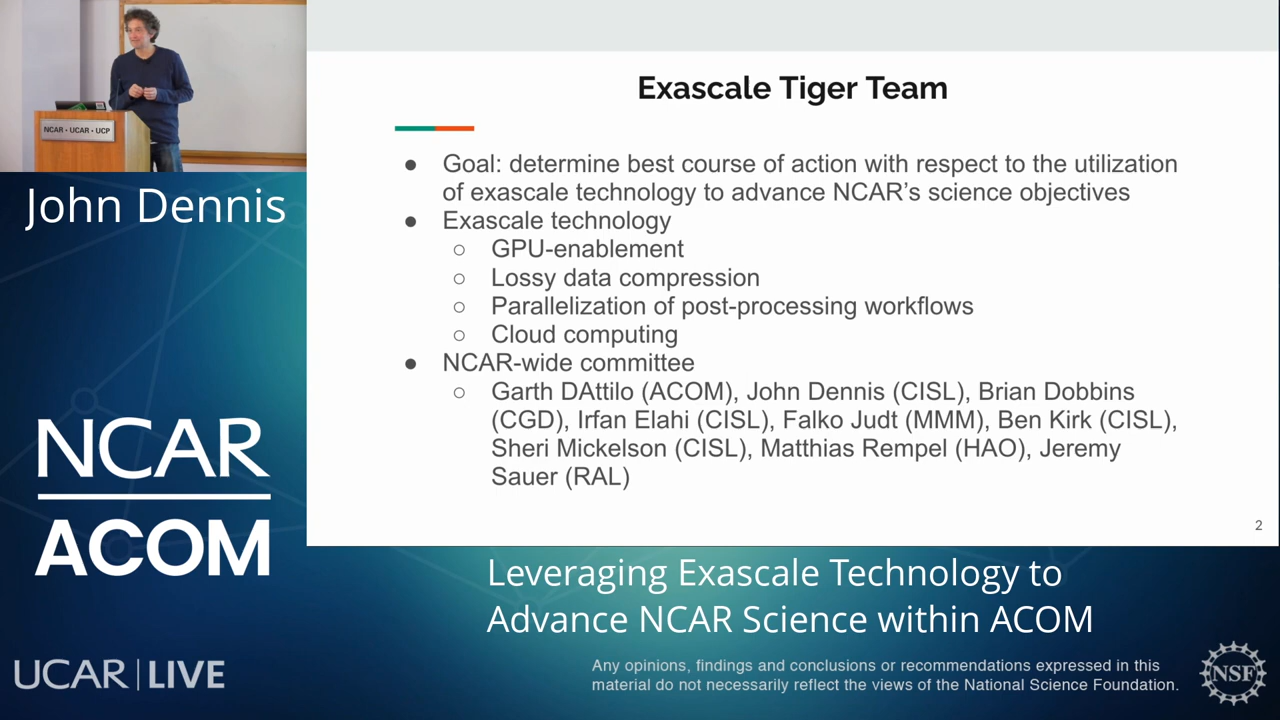 NCAR • UCAR • UCP
John Dennis
NCAR
ACOM
UCAR | LIVE
Exascale Tiger Team
● Goal: determine best course of action with respect to the utilization
of exascale technology to advance NCAR’s science objectives
● Exascale technology
○ GPU-enablement
○ Lossy data compression
○ Parallelization of post-processing workflows
○ Cloud computing
● NCAR-wide committee
○ Garth DAttilo (ACOM), John Dennis (CISL), Brian Dobbins
(CGD), Irfan Elahi (CISL), Falko Judt (MMM), Ben Kirk (CISL),
Sheri Mickelson (CISL), Matthias Rempel (HAO), Jeremy
Sauer (RAL)
2
Leveraging Exascale Technology to
Advance NCAR Science within ACOM
Any opinions, findings and conclusions or recommendations expressed in this
material do not necessarily reflect the views of the National Science Foundation.
NSF